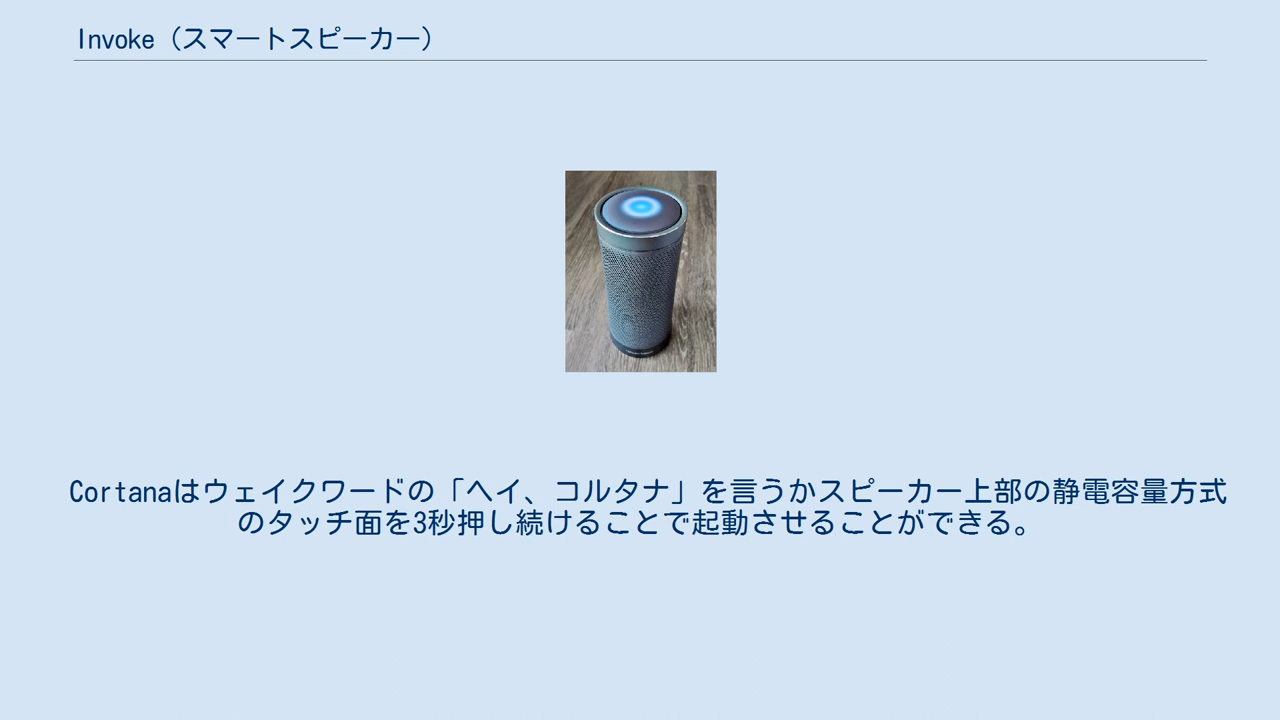 Invoke（スマートスピーカー）
Cortanaはウェイクワードの「ヘイ、コルタナ」を言うかスピーカー上部の静電容量方式
のタッチ面を3秒押し続けることで起動させることができる。